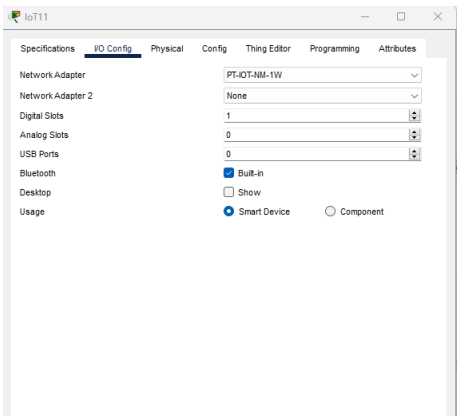 IoT11
Specifications I/O Config Physical Config Thing Editor Programming Attributes
Network Adapter PT-IOT-NM-1W
Network Adapter 2 None
Digital Slots 1
Analog Slots 0
USB Ports 0
Bluetooth Built-in
Desktop Show
Usage Smart Device Component